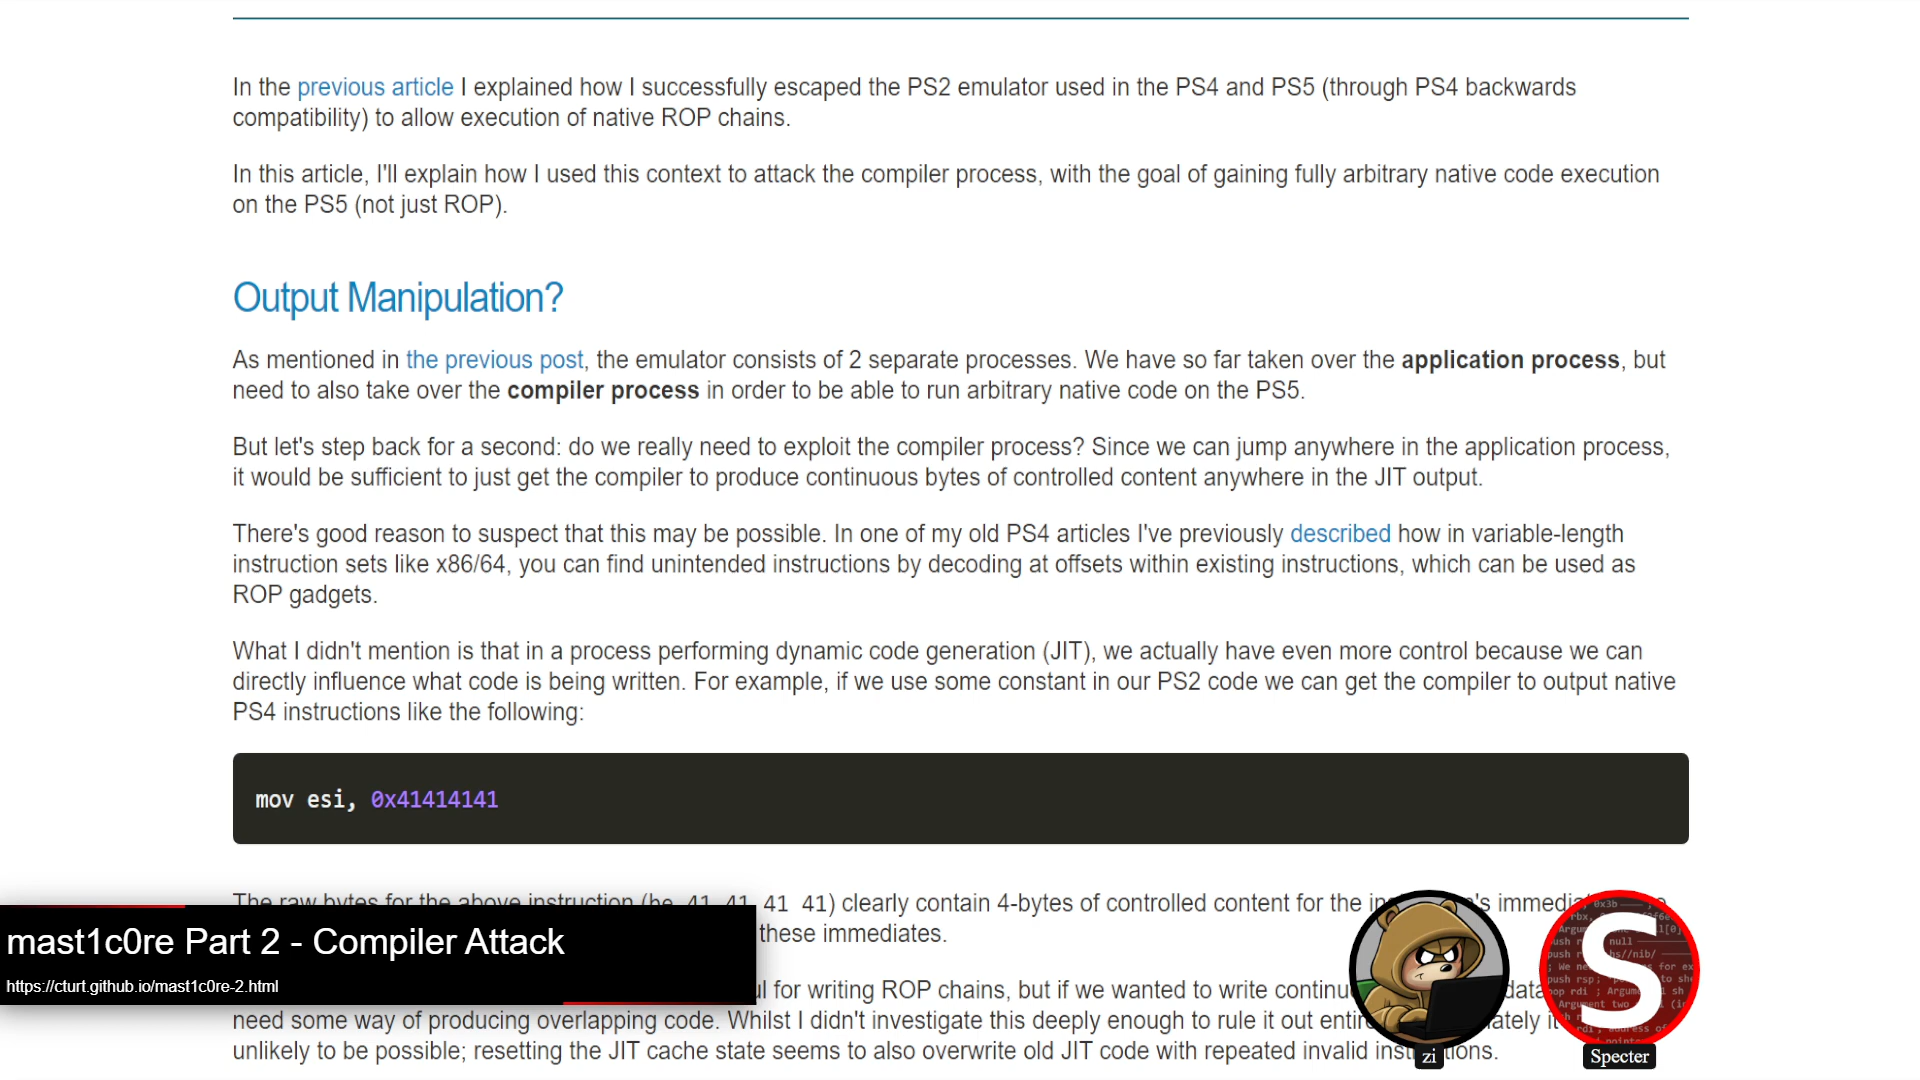 In the previous article I explained how I successfully escaped the PS2 emulator used in the PS4 and PS5 (through PS4 backwards
compatibility) to allow execution of native ROP chains.
In this article, I'll explain how I used this context to attack the compiler process, with the goal of gaining fully arbitrary native code execution
on the PS5 (not just ROP).
Output Manipulation?
As mentioned in the previous post, the emulator consists of 2 separate processes. We have so far taken over the application process, but
need to also take over the compiler process in order to be able to run arbitrary native code on the PS5.
But let's step back for a second: do we really need to exploit the compiler process? Since we can jump anywhere in the application process,
it would be sufficient to just get the compiler to produce continuous bytes of controlled content anywhere in the JIT output.
There's good reason to suspect that this may be possible. In one of my old PS4 articles I've previously described how in variable-length
instruction sets like x86/64, you can find unintended instructions by decoding at offsets within existing instructions, which can be used as
ROP gadgets.
What I didn't mention is that in a process performing dynamic code generation (JIT), we actually have even more control because we can
directly influence what code is being written. For example, if we use some constant in our PS2 code we can get the compiler to output native
PS4 instructions like the following:
mov esi, 0x41414141
The raw bytes for the above instruction (be 41 41 41 41) clearly contain 4-bytes of controlled content for the
these immediates.
for writing ROP chains, but if we wanted to write
need some way of producing overlapping code. Whilst I didn't investigate this deeply enough to rule it out
unlikely to be possible; resetting the JIT cache state seems to also overwrite old JIT code with repeated invalid
mast1c0re Part 2 - Compiler Attack
https://cturt.github.io/mast1c0re-2.html
zi
S
Specter